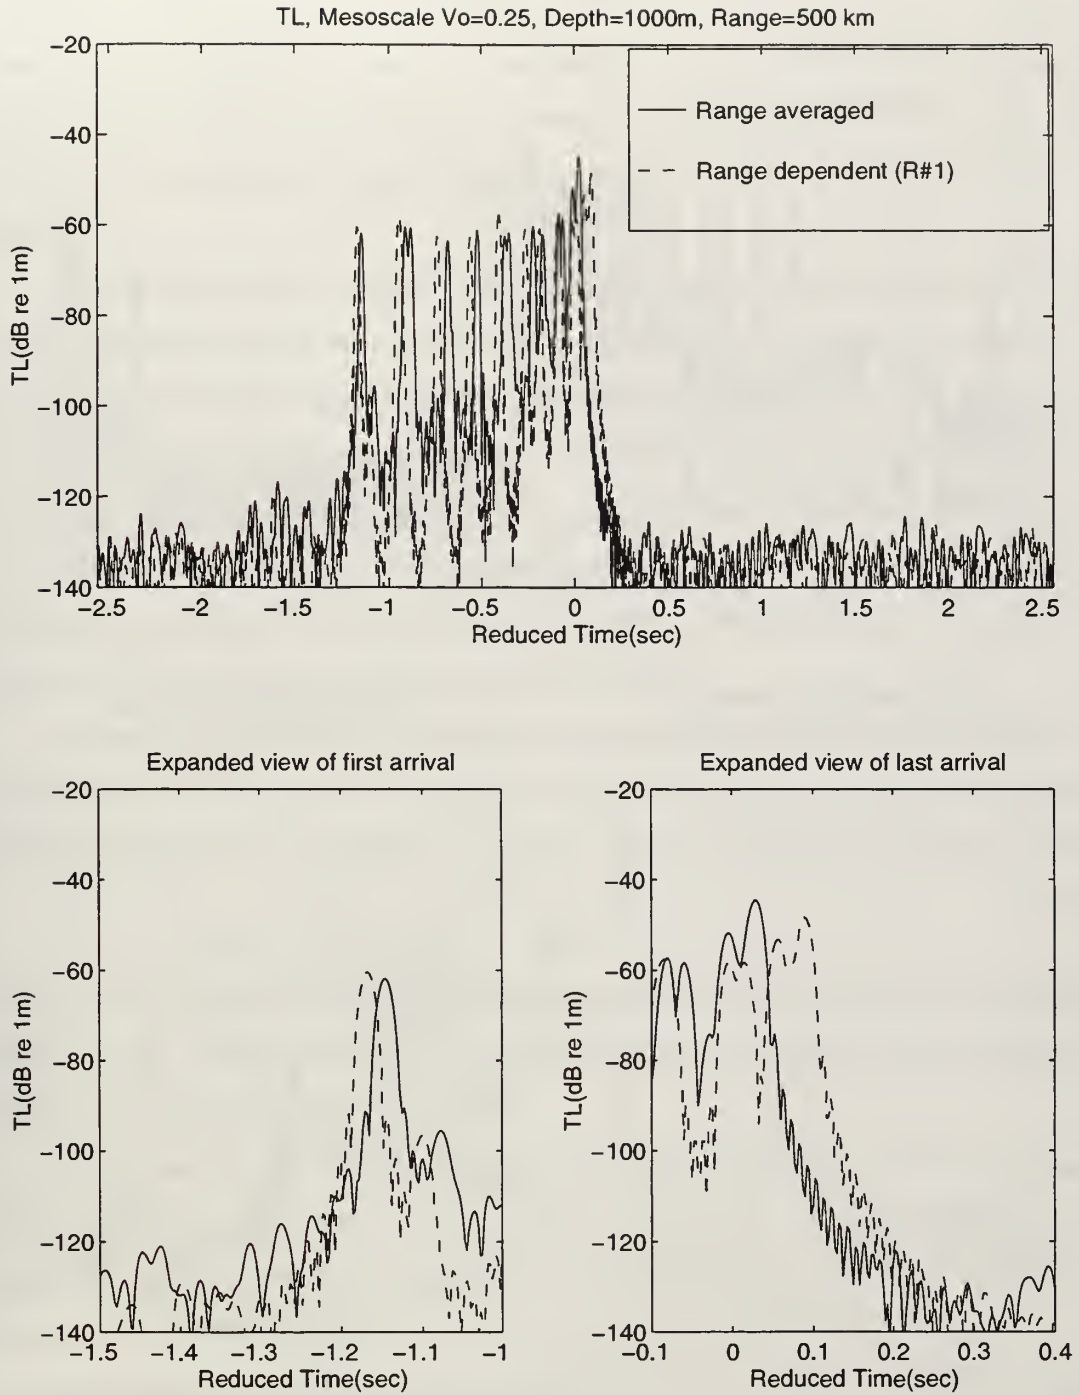 TL, Mesoscale Vo=0.25, Depth=1000m, Range=500 km
−20
−40
−60
−80
−100
−120
−140
TL(dB re 1m)
Range averaged
Range dependent (R#1)
−2.5 −2 −1.5 −1 −0.5 0 0.5 1 1.5 2 2.5
Reduced Time(sec)
Expanded view of first arrival
−20
−40
−60
−80
−100
−120
−140
TL(dB re 1m)
−1.5 −1.4 −1.3 −1.2 −1.1 −1
Reduced Time(sec)
Expanded view of last arrival
−20
−40
−60
−80
−100
−120
−140
TL(dB re 1m)
−0.1 0 0.1 0.2 0.3 0.4
Reduced Time(sec)